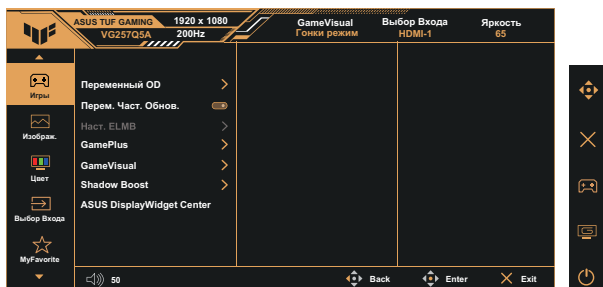 ASUS TUF GAMING 1920 x 1080 GameVisual Выбор Входа Яркость
VG257Q5A 200Hz Гонки режим HDMI-1 65
Игры
Изображ.
Цвет
Выбор Входа
MyFavorite
Переменный OD
Перем. Част. Обнов.
Наст. ELMB
GamePlus
GameVisual
Shadow Boost
ASUS DisplayWidget Center
50 Back Enter Exit